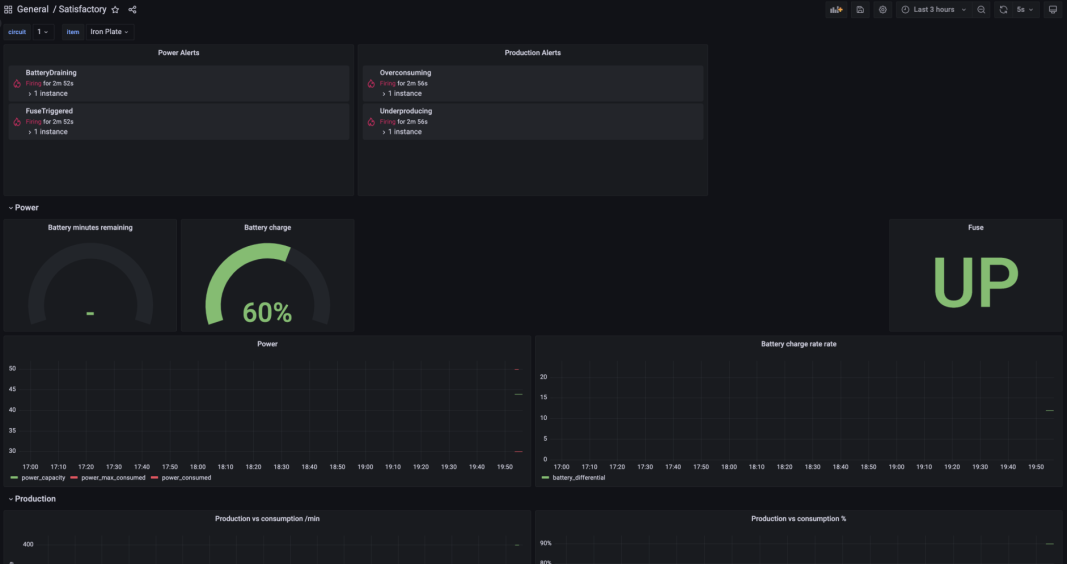 General / Satisfactory
Last 3 hours
5s
circuit 1 item Iron Plate
Power Alerts
BatteryDraining
Firing for 2m 52s
1 instance
FuseTriggered
Firing for 2m 52s
1 instance
Production Alerts
Overconsuming
Firing for 2m 56s
1 instance
Underproducing
Firing for 2m 56s
1 instance
Power
Battery minutes remaining
-
Battery charge
60%
Fuse
UP
Power
50
45
40
35
30
17:00 17:10 17:20 17:30 17:40 17:50 18:00 18:10 18:20 18:30 18:40 18:50 19:00 19:10 19:20 19:30 19:40 19:50
power_capacity power_max_consumed power_consumed
Battery charge rate rate
20
15
10
5
0
17:00 17:10 17:20 17:30 17:40 17:50 18:00 18:10 18:20 18:30 18:40 18:50 19:00 19:10 19:20 19:30 19:40 19:50
battery_differential
Production
Production vs consumption /min
400
Production vs consumption %
90%
80%